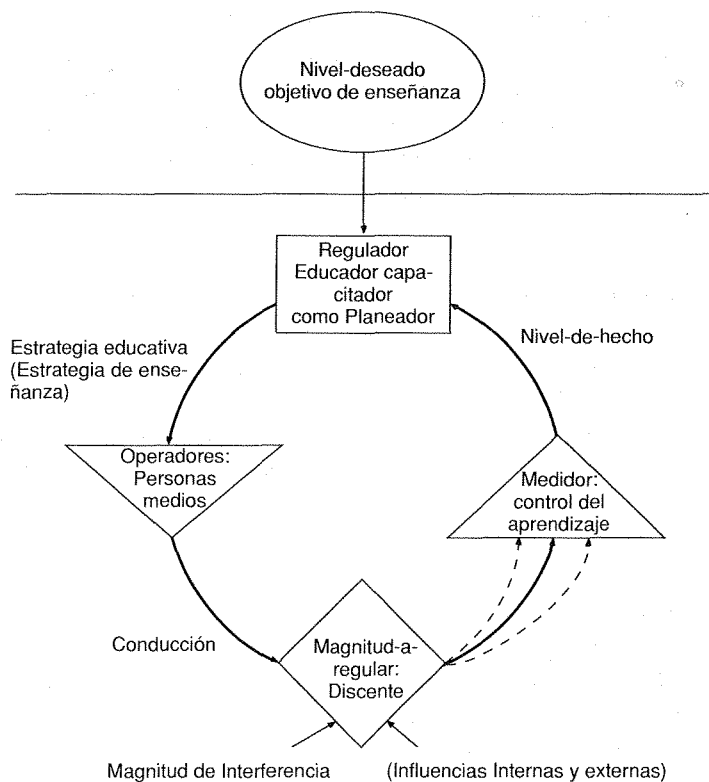 Nivel-deseado
objetivo de enseñanza
Regulador
Educador capa-
citador
como Planeador
Estrategia educativa
(Estrategia de ense-
ñanza)
Nivel-de-hecho
Operadores:
Personas
medios
Medidor:
control del
aprendizaje
Conducción
Magnitud-a-
regular:
Discente
Magnitud de Interferencia
(Influencias Internas y externas)